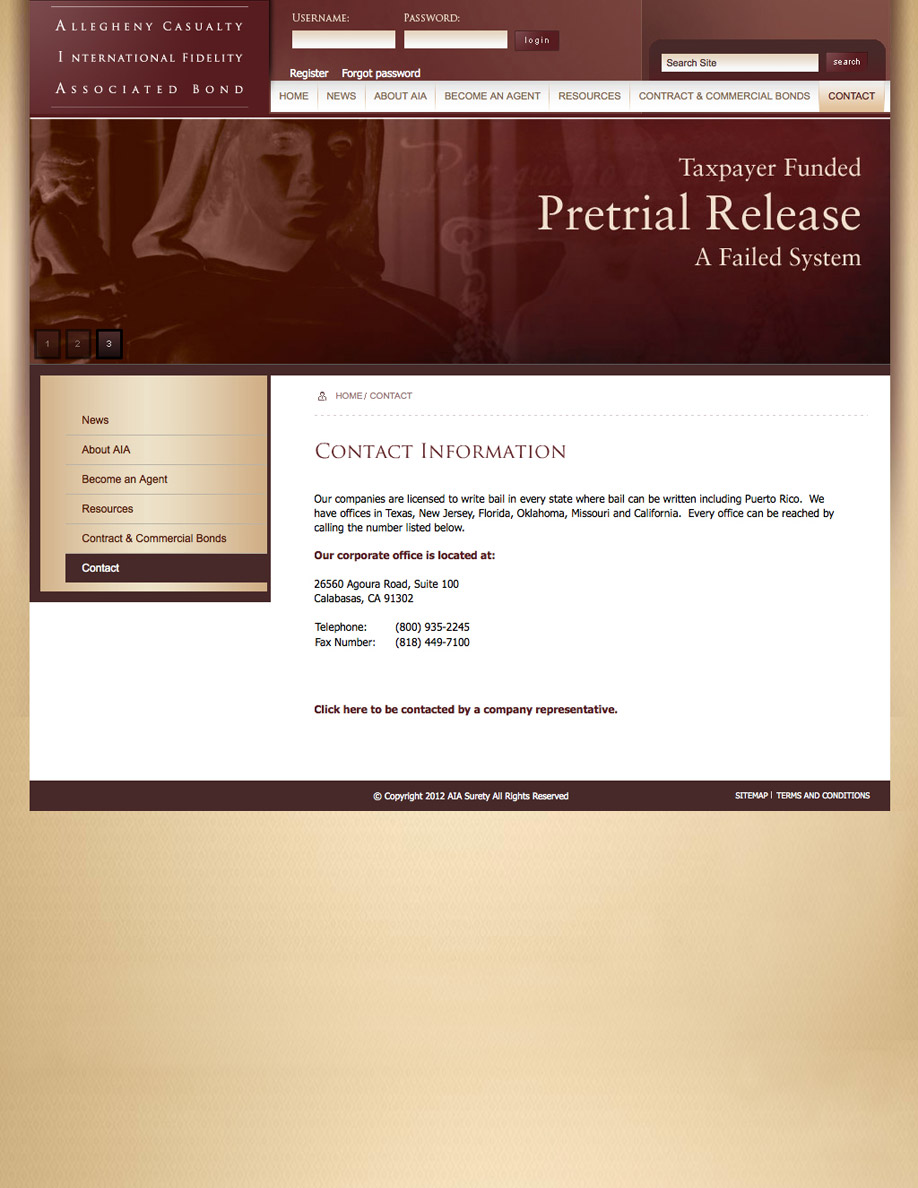 ALLEGHENY CASUALTY
INTERNATIONAL FIDELITY
ASSOCIATED BOND
USERNAME: PASSWORD:
login
Register Forgot password
Search Site search
HOME NEWS ABOUT AIA BECOME AN AGENT RESOURCES CONTRACT & COMMERCIAL BONDS CONTACT
Taxpayer Funded
Pretrial Release
A Failed System
1 2 3
News
About AIA
Become an Agent
Resources
Contract & Commercial Bonds
Contact
HOME / CONTACT
CONTACT INFORMATION
Our companies are licensed to write bail in every state where bail can be written including Puerto Rico. We
have offices in Texas, New Jersey, Florida, Oklahoma, Missouri and California. Every office can be reached by
calling the number listed below.
Our corporate office is located at:
26560 Agoura Road, Suite 100
Calabasas, CA 91302
Telephone: (800) 935-2245
Fax Number: (818) 449-7100
Click here to be contacted by a company representative.
© Copyright 2012 AIA Surety All Rights Reserved
SITEMAP | TERMS AND CONDITIONS